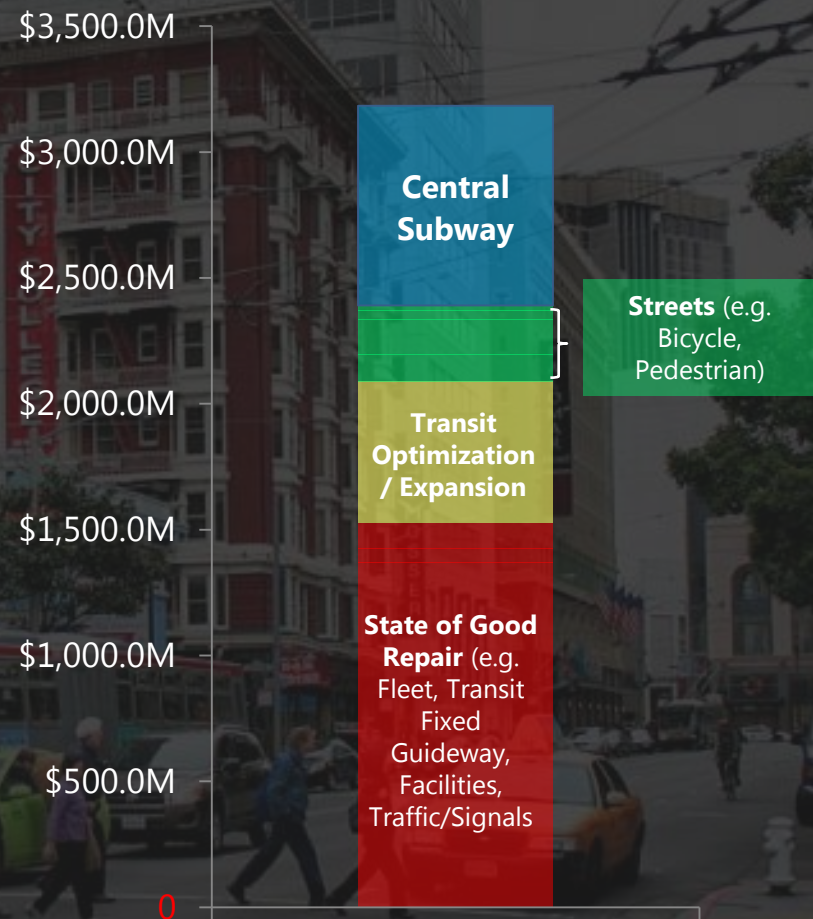 $3,500.0M
$3,000.0M
$2,500.0M
$2,000.0M
$1,500.0M
$1,000.0M
$500.0M
0
Central
Subway
Streets (e.g.
Bicycle,
Pedestrian)
Transit
Optimization
/ Expansion
State of Good
Repair (e.g.
Fleet, Transit
Fixed
Guideway,
Facilities,
Traffic/Signals